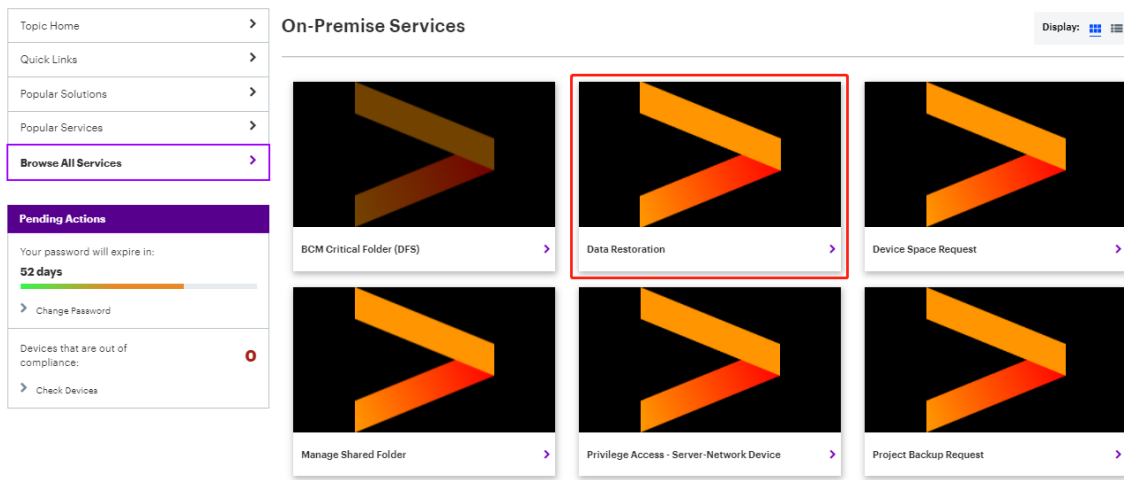 Topic Home
Quick Links
Popular Solutions
Popular Services
Browse All Services
Pending Actions
Your password will expire in:
52 days
Change Password
Devices that are out of
compliance:
0
Check Devices
On-Premise Services
Display:
BCM Critical Folder (DFS)
Data Restoration
Device Space Request
Manage Shared Folder
Privilege Access - Server-Network Device
Project Backup Request